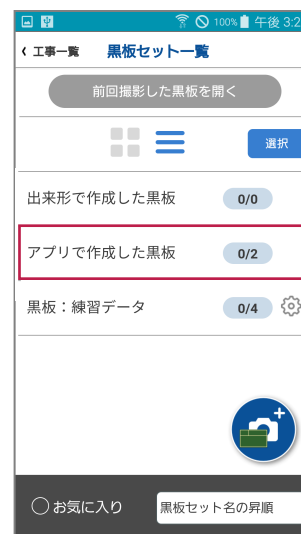 100% 午後 3:2
工事一覧 黒板セット一覧
前回撮影した黒板を開く
選択
出来形で作成した黒板 0/0
アプリで作成した黒板 0/2
黒板：練習データ 0/4
お気に入り 黒板セット名の昇順